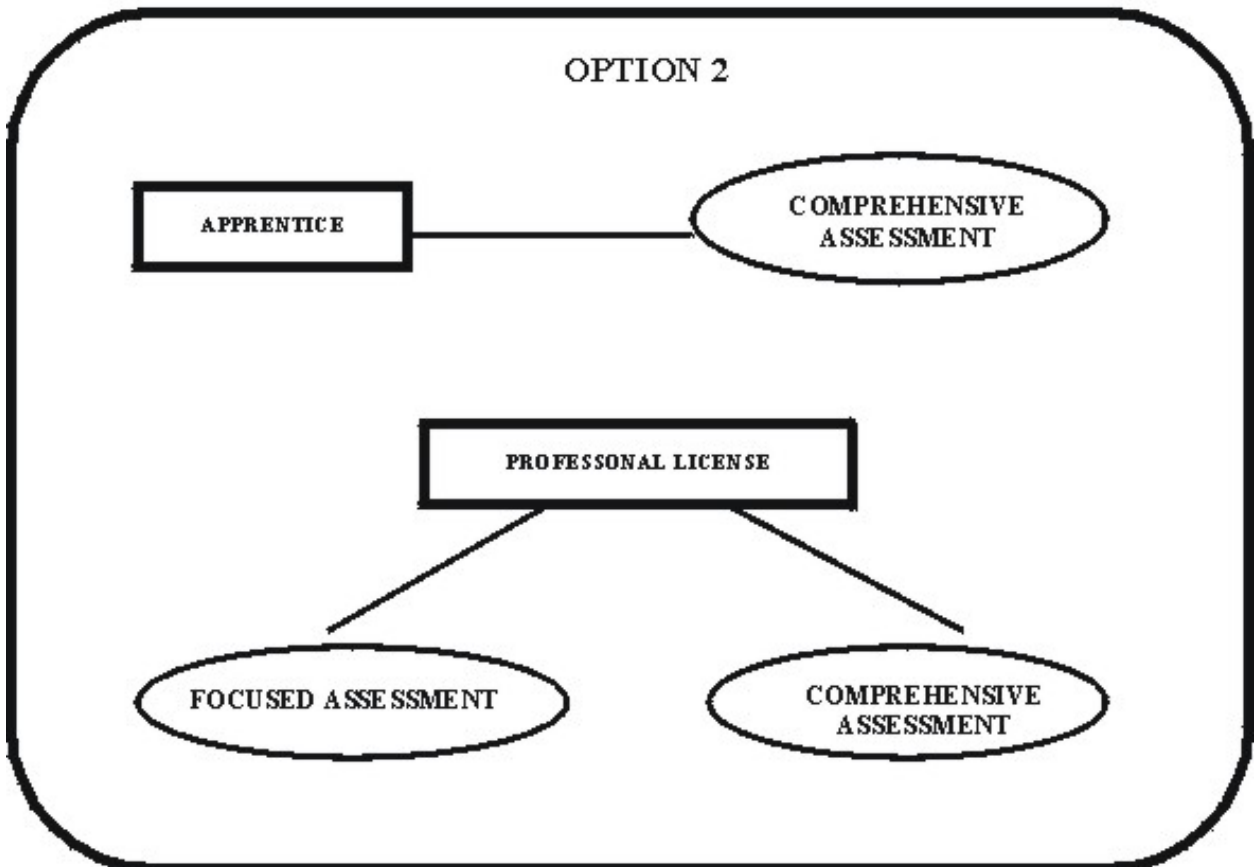 OPTION 2
APPRENTICE
COMPREHENSIVE
ASSESSMENT
PROFESSONAL LICENSE
FOCUSED ASSESSMENT
COMPREHENSIVE
ASSESSMENT